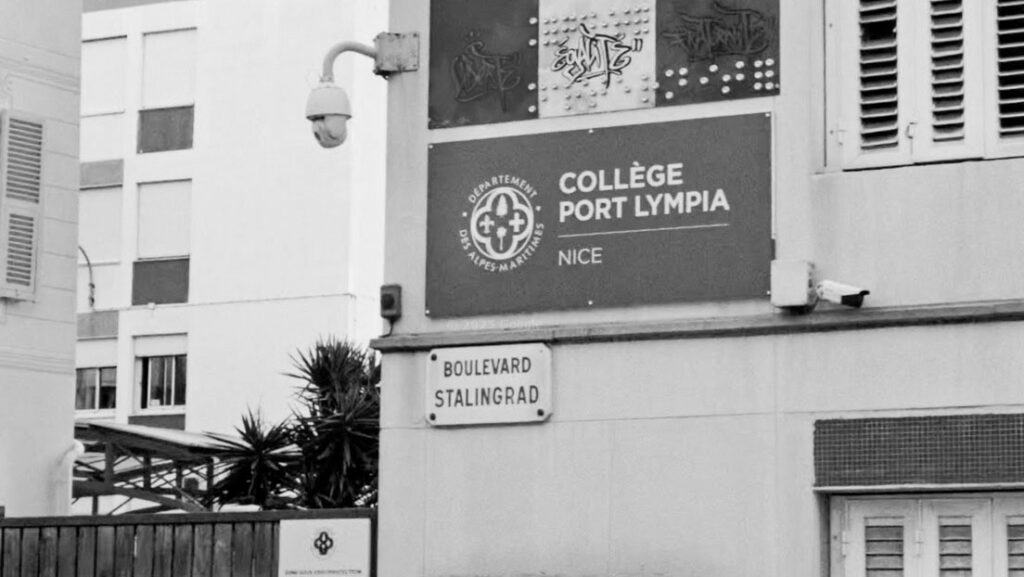 COLLÈGE
PORT LYMPIA
NICE
DÉPARTEMENT
DES ALPES-MARITIMES
BOULEVARD
STALINGRAD